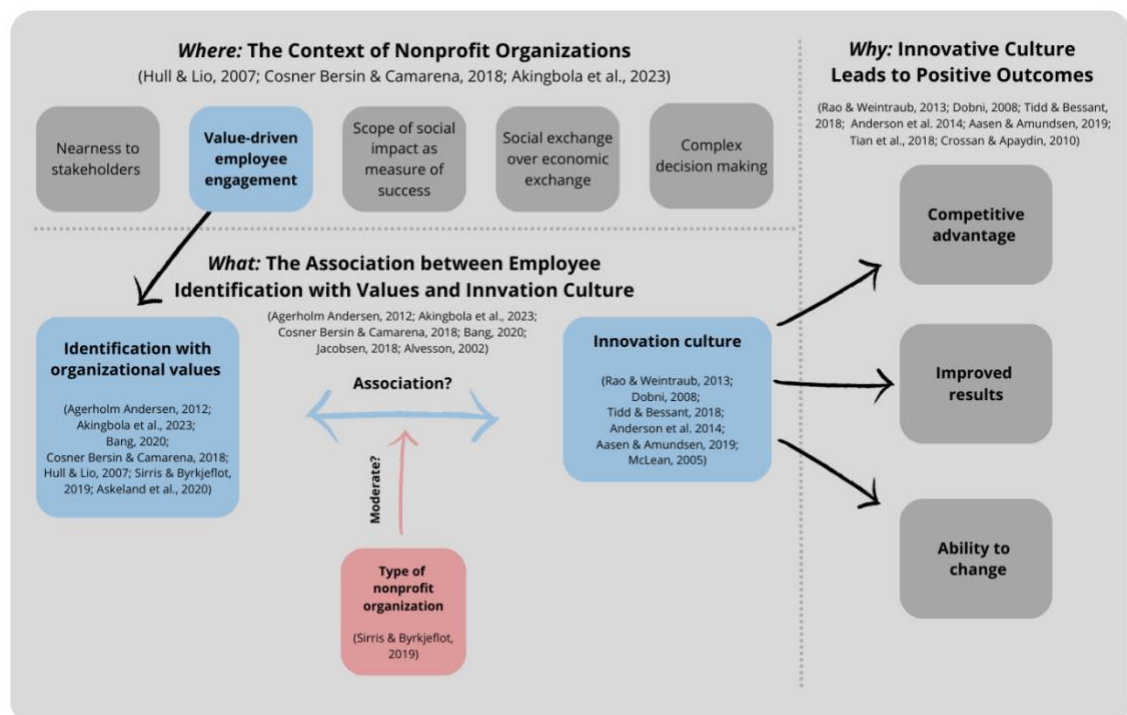 Where: The Context of Nonprofit Organizations
(Hull & Lio, 2007; Cosner Bersin & Camarena, 2018; Akingbola et al., 2023)
Nearness to
stakeholders
Value-driven
employee
engagement
Scope of social
impact as
measure of
success
Social exchange
over economic
exchange
Complex
decision making
What: The Association between Employee
Identification with Values and Innvation Culture
(Agerholm Andersen, 2012; Akingbola et al., 2023;
Cosner Bersin & Camarena, 2018; Bang, 2020;
Jacobsen, 2018; Alvesson, 2002)
Identification with
organizational values
(Agerholm Andersen, 2012;
Akingbola et al., 2023;
Bang, 2020;
Cosner Bersin & Camarena, 2018;
Hull & Lio, 2007; Sirris & Byrkjeflot,
2019; Askeland et al., 2020)
Association?
Moderate?
Type of
nonprofit
organization
(Sirris & Byrkjeflot,
2019)
Innovation culture
(Rao & Weintraub, 2013;
Dobni, 2008;
Tidd & Bessant, 2018;
Anderson et al. 2014;
Aasen & Amundsen, 2019;
McLean, 2005)
Why: Innovative Culture
Leads to Positive Outcomes
(Rao & Weintraub, 2013; Dobni, 2008; Tidd & Bessant,
2018; Anderson et al. 2014; Aasen & Amundsen, 2019;
Tian et al., 2018; Crossan & Apaydin, 2010)
Competitive
advantage
Improved
results
Ability to
change